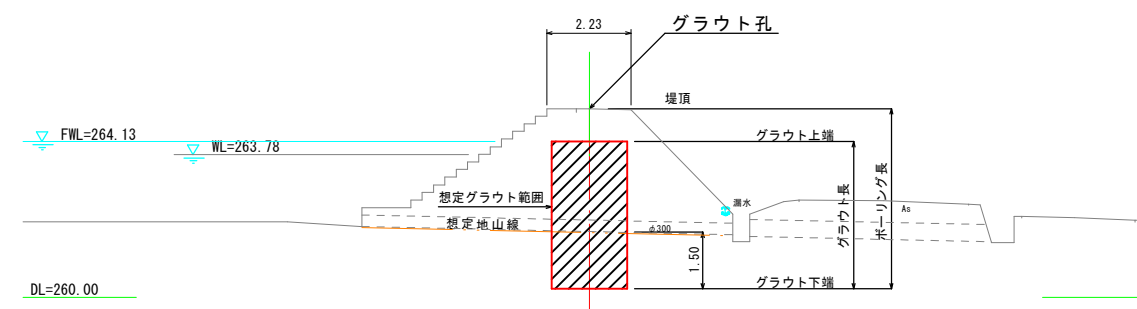 2.23
グラウト孔
堤頂
FWL=264.13
グラウト上端
WL=263.78
想定グラウト範囲
漏水
As
想定地山線
φ300
グラウト長
ボーリング長
1.50
グラウト下端
DL=260.00